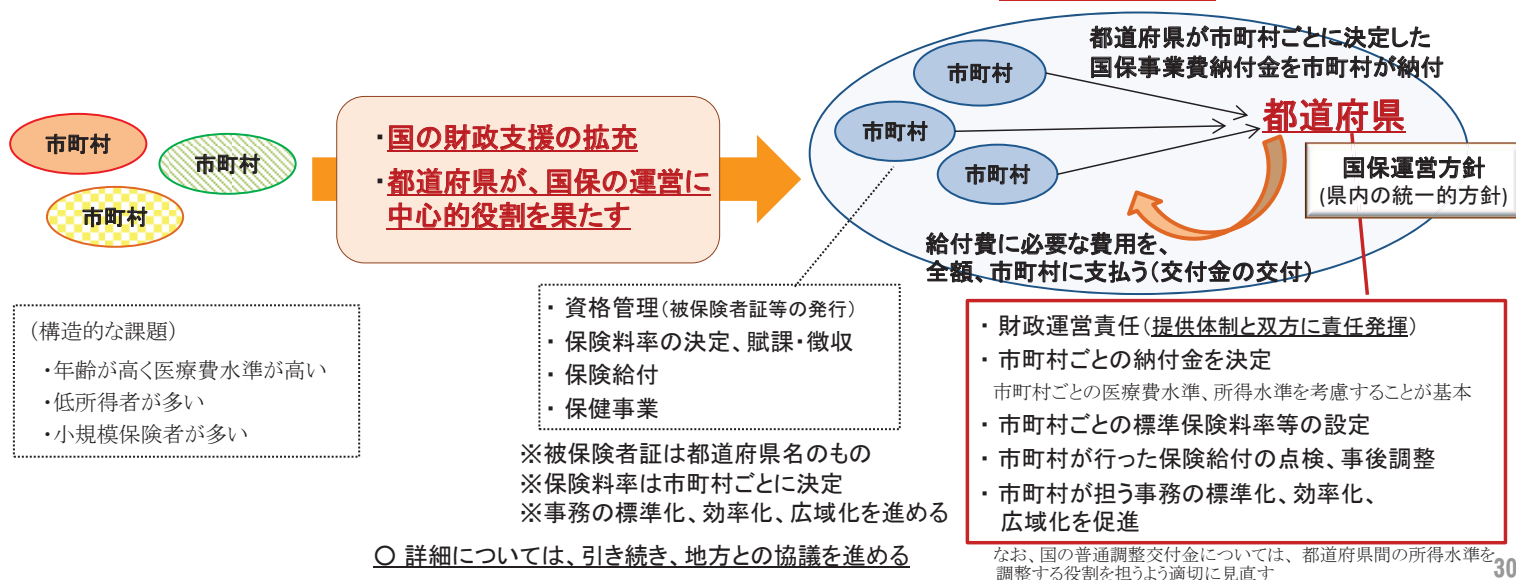 市町村
市町村
市町村
・国の財政支援の拡充
・都道府県が、国保の運営に
中心的役割を果たす
都道府県が市町村ごとに決定した
国保事業費納付金を市町村が納付
市町村
市町村
市町村
都道府県
国保運営方針
(県内の統一的方針)
給付費に必要な費用を、
全額、市町村に支払う(交付金の交付)
(構造的な課題)
・年齢が高く医療費水準が高い
・低所得者が多い
・小規模保険者が多い
・ 資格管理(被保険者証等の発行)
・ 保険料率の決定、賦課・徴収
・ 保険給付
・ 保健事業
※被保険者証は都道府県名のもの
※保険料率は市町村ごとに決定
※事務の標準化、効率化、広域化を進める
・ 財政運営責任(提供体制と双方に責任発揮)
・ 市町村ごとの納付金を決定
市町村ごとの医療費水準、所得水準を考慮することが基本
・ 市町村ごとの標準保険料率等の設定
・ 市町村が行った保険給付の点検、事後調整
・ 市町村が担う事務の標準化、効率化、
広域化を促進
なお、国の普通調整交付金については、都道府県間の所得水準を
調整する役割を担うよう適切に見直す
〇 詳細については、引き続き、地方との協議を進める
30